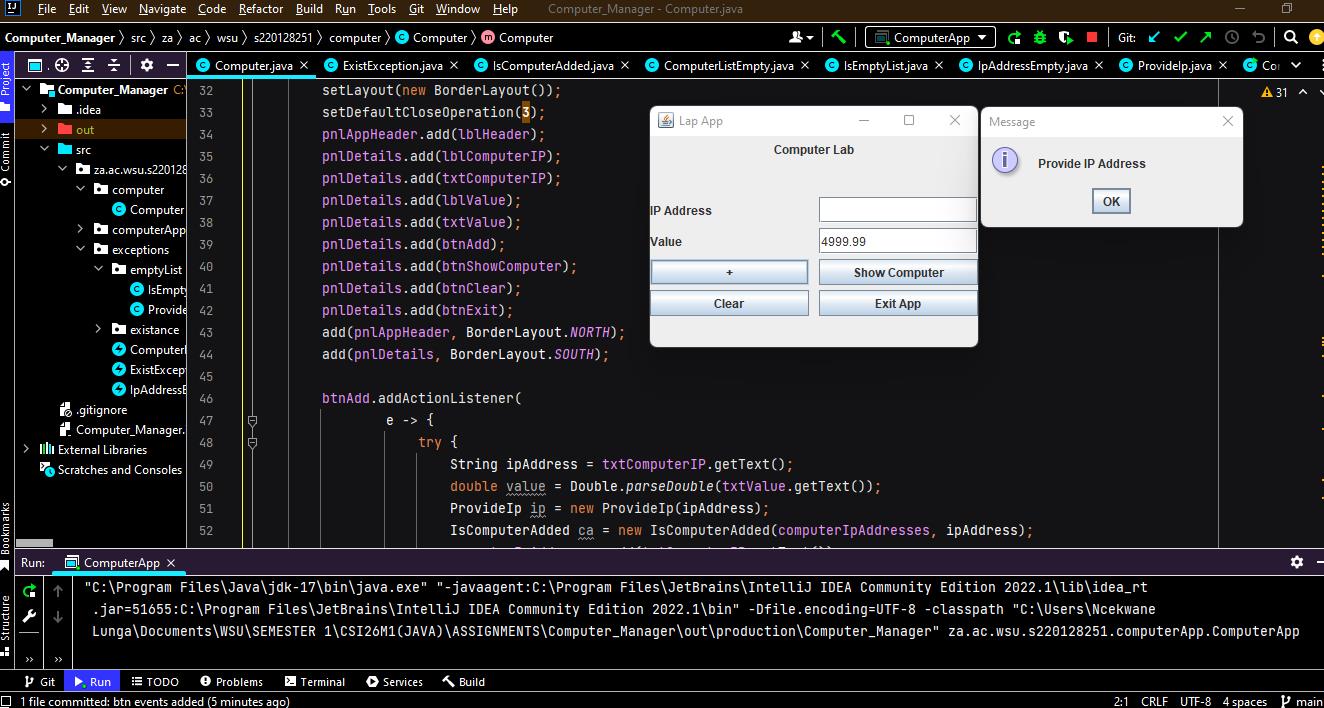 File Edit View Navigate Code Refactor Build Run Tools Git Window Help Computer_Manager - Computer.java
Computer_Manager src za ac wsu s220128251 computer Computer Computer ComputerApp Git:
Project
Commit
Bookmarks
Structure
Computer.java ExistException.java IsComputerAdded.java ComputerListEmpty.java IsEmptyList.java IpAddressEmpty.java ProvideIp.java Co
Computer_Manager C:\
.idea
out
src
za.ac.wsu.s220128
computer
Computer
computerApp
exceptions
emptyList
IsEmpty
Provide
existance
Computer
ExistExcep
IpAddressE
.gitignore
Computer_Manager.
External Libraries
Scratches and Consoles
31
32 setLayout(new BorderLayout());
33 setDefaultCloseOperation(3);
34 pnlAppHeader.add(lblHeader);
35 pnlDetails.add(lblComputerIP);
36 pnlDetails.add(txtComputerIP);
37 pnlDetails.add(lblValue);
38 pnlDetails.add(txtValue);
39 pnlDetails.add(btnAdd);
40 pnlDetails.add(btnShowComputer);
41 pnlDetails.add(btnClear);
42 pnlDetails.add(btnExit);
43 add(pnlAppHeader, BorderLayout.NORTH);
44 add(pnlDetails, BorderLayout.SOUTH);
45
46 btnAdd.addActionListener(
47 e -> {
48 try {
49 String ipAddress = txtComputerIP.getText();
50 double value = Double.parseDouble(txtValue.getText());
51 ProvideIp ip = new ProvideIp(ipAddress);
52 IsComputerAdded ca = new IsComputerAdded(computerIpAddresses, ipAddress);
Lap App
Computer Lab
IP Address
Value 4999.99
+ Show Computer
Clear Exit App
Message
Provide IP Address
OK
Run: ComputerApp
"C:\Program Files\Java\jdk-17\bin\java.exe" "-javaagent:C:\Program Files\JetBrains\IntelliJ IDEA Community Edition 2022.1\lib\idea_rt
.jar=51655:C:\Program Files\JetBrains\IntelliJ IDEA Community Edition 2022.1\bin" -Dfile.encoding=UTF-8 -classpath "C:\Users\Ncekwane
Lunga\Documents\WSU\SEMESTER 1\CSI26M1(JAVA)\ASSIGNMENTS\Computer_Manager\out\production\Computer_Manager" za.ac.wsu.s220128251.computerApp.ComputerApp
Git Run TODO Problems Terminal Services Build
1 file committed: btn events added (5 minutes ago) 2:1 CRLF UTF-8 4 spaces main